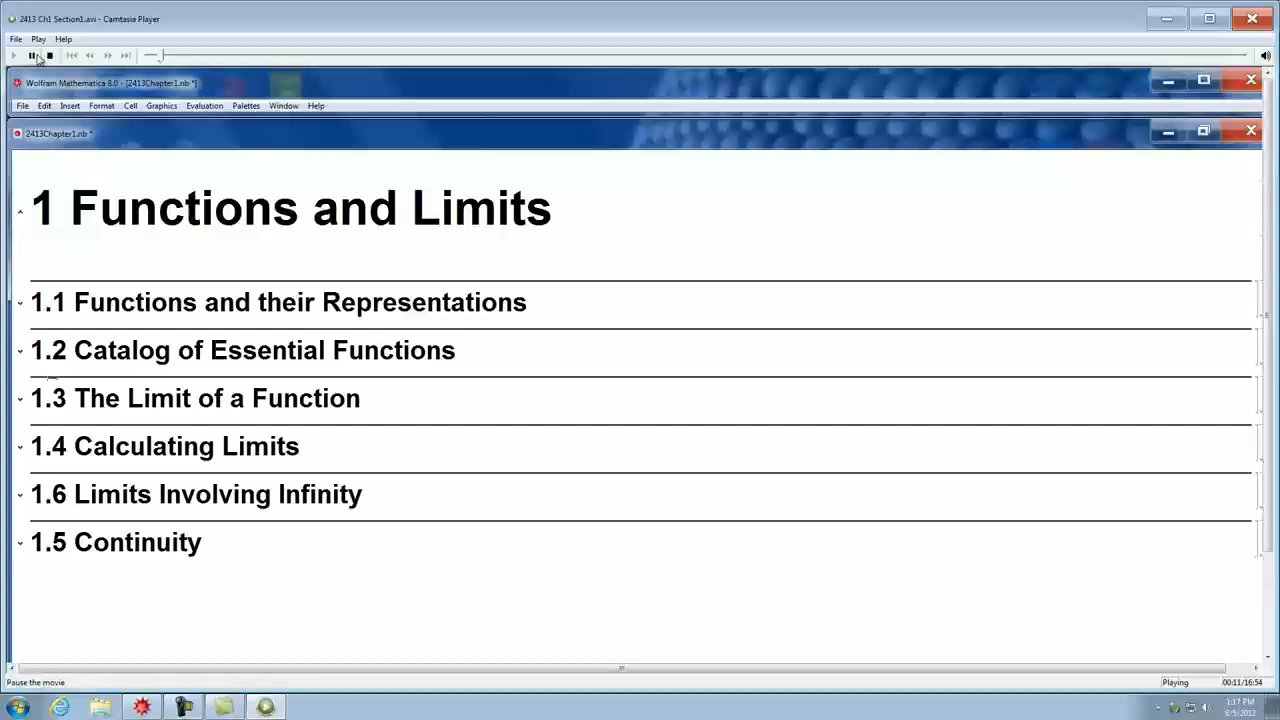 2413 Ch1 Section1.avi - Camtasia Player
File Play Help
Wolfram Mathematica 8.0 - [2413Chapter1.nb *]
File Edit Insert Format Cell Graphics Evaluation Palettes Window Help
2413Chapter1.nb *
1 Functions and Limits
1.1 Functions and their Representations
1.2 Catalog of Essential Functions
1.3 The Limit of a Function
1.4 Calculating Limits
1.6 Limits Involving Infinity
1.5 Continuity
Pause the movie
Playing
00:11/16:54
1:17 PM
8/5/2012